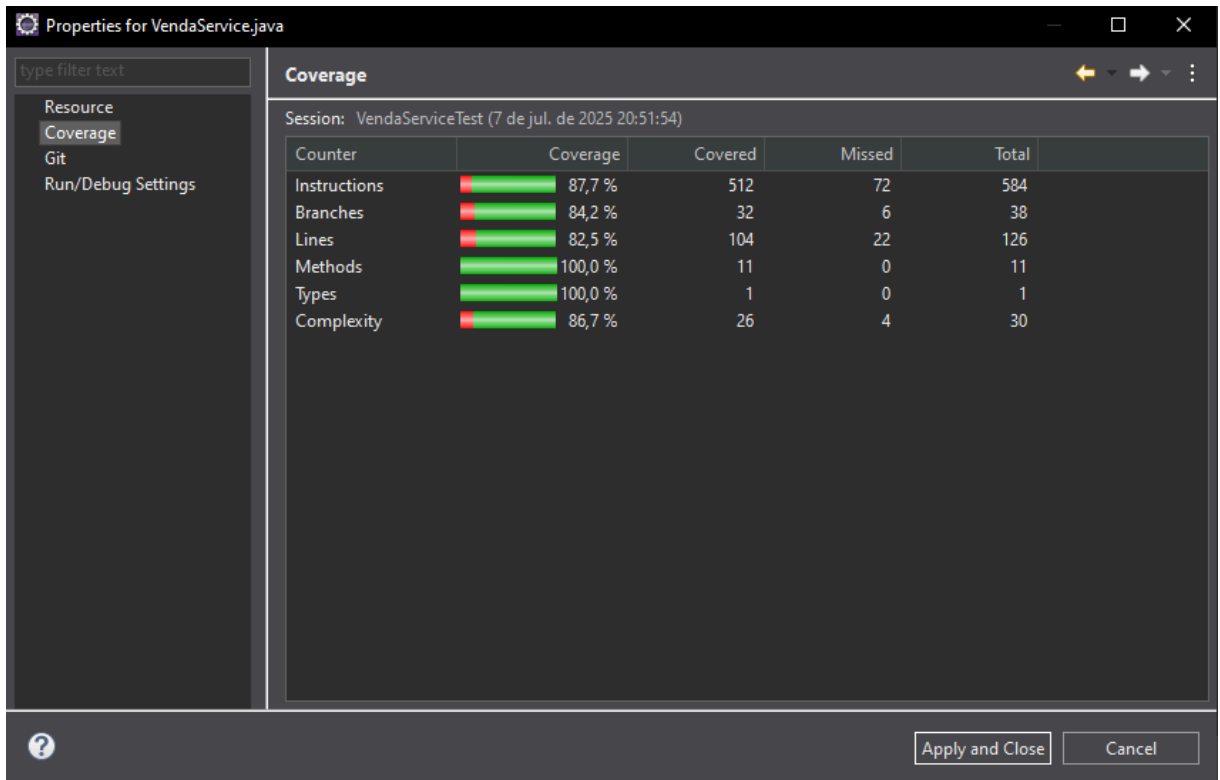 Properties for VendaService.java
type filter text
Resource
Coverage
Git
Run/Debug Settings
Coverage
Session: VendaServiceTest (7 de jul. de 2025 20:51:54)
Counter Coverage Covered Missed Total
Instructions 87,7 % 512 72 584
Branches 84,2 % 32 6 38
Lines 82,5 % 104 22 126
Methods 100,0 % 11 0 11
Types 100,0 % 1 0 1
Complexity 86,7 % 26 4 30
?
Apply and Close Cancel